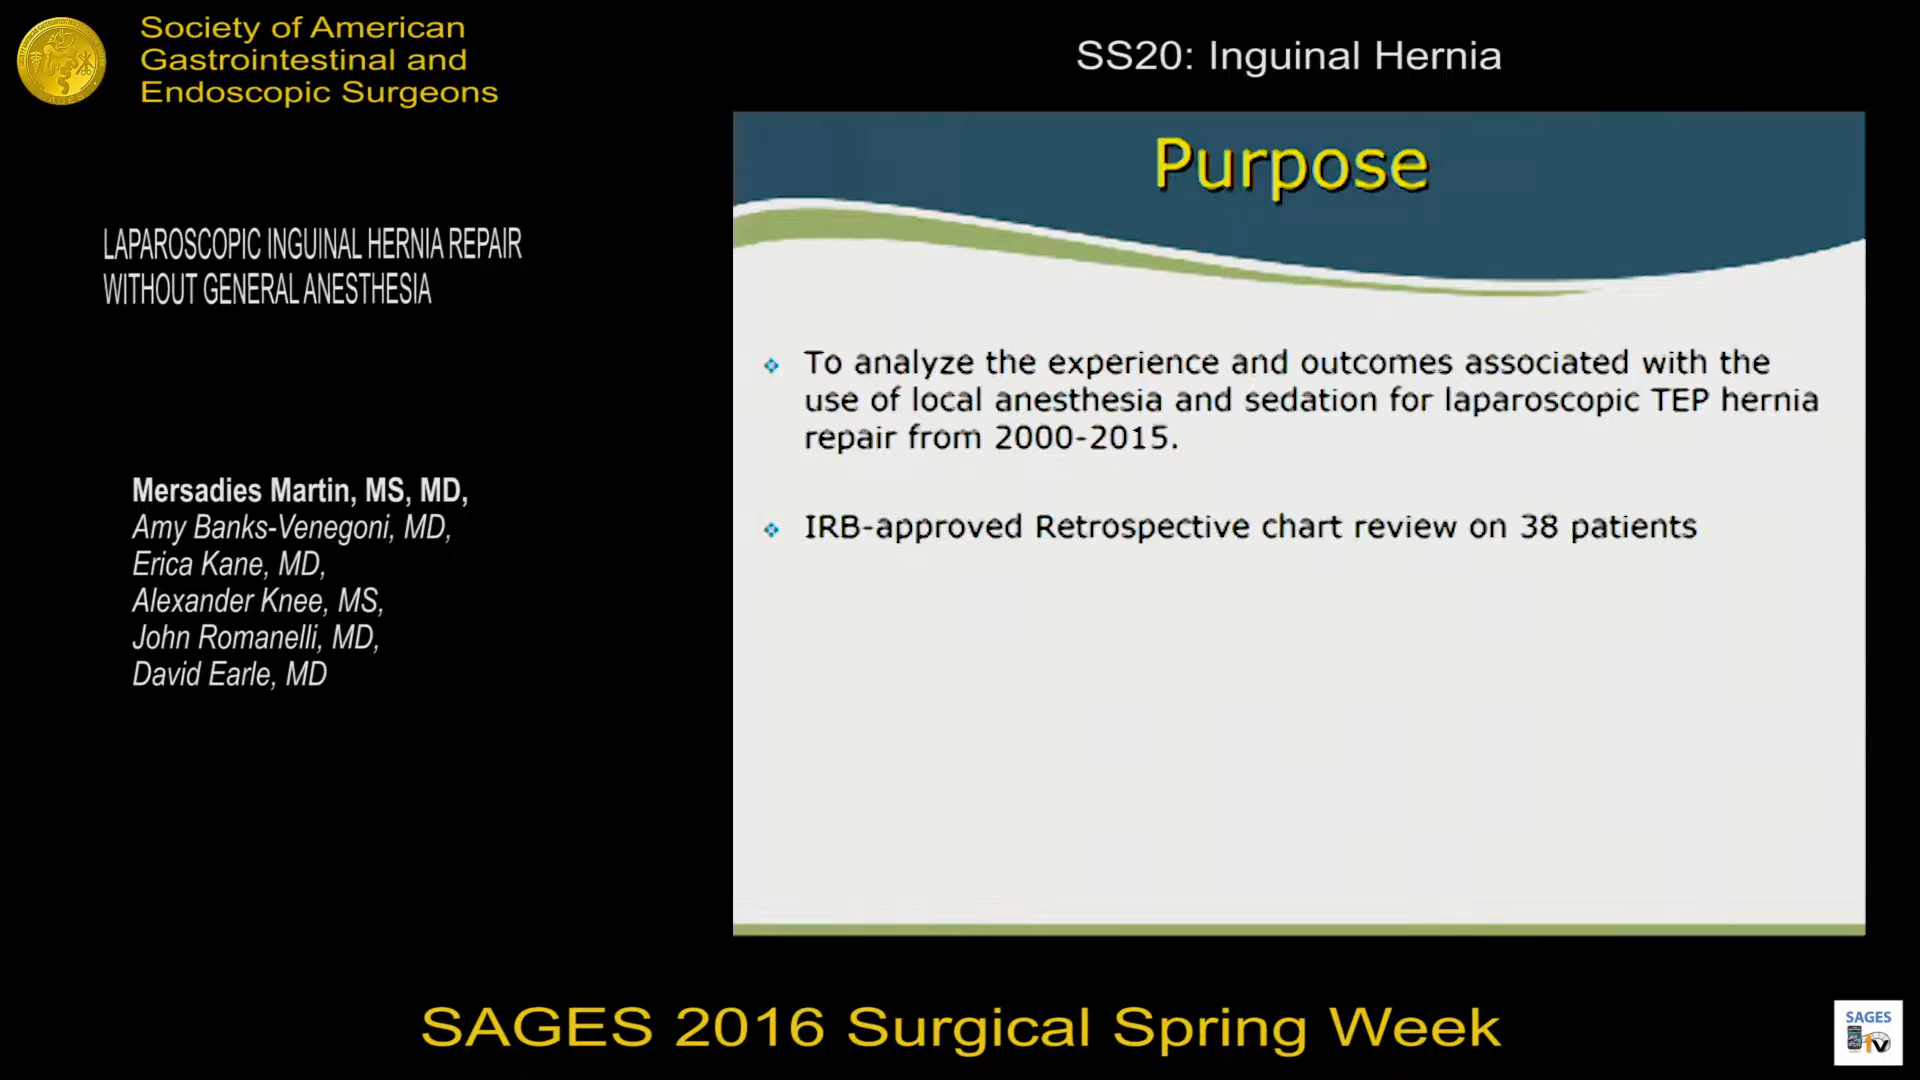 Society of American
Gastrointestinal and
Endoscopic Surgeons
SS20: Inguinal Hernia
LAPAROSCOPIC INGUINAL HERNIA REPAIR
WITHOUT GENERAL ANESTHESIA
Mersadies Martin, MS, MD,
Amy Banks-Venegoni, MD,
Erica Kane, MD,
Alexander Knee, MS,
John Romanelli, MD,
David Earle, MD
Purpose
To analyze the experience and outcomes associated with the
use of local anesthesia and sedation for laparoscopic TEP hernia
repair from 2000-2015.
IRB-approved Retrospective chart review on 38 patients
SAGES 2016 Surgical Spring Week
SAGES
TV